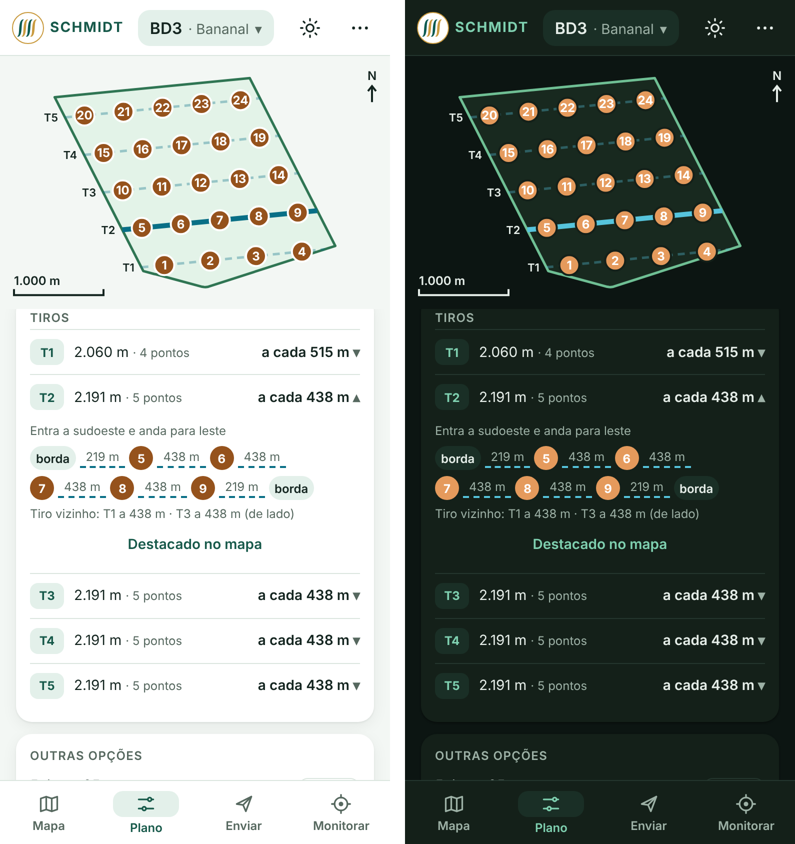 SCHMIDT BD3 · Bananal ▾ ···
N
T5 20 21 22 23 24
T4 15 16 17 18 19
T3 10 11 12 13 14
T2 5 6 7 8 9
T1 1 2 3 4
1.000 m
TIROS
T1 2.060 m · 4 pontos a cada 515 m ▾
T2 2.191 m · 5 pontos a cada 438 m ▴
Entra a sudoeste e anda para leste
borda 219 m 5 438 m 6 438 m
7 438 m 8 438 m 9 219 m borda
Tiro vizinho: T1 a 438 m · T3 a 438 m (de lado)
Destacado no mapa
T3 2.191 m · 5 pontos a cada 438 m ▾
T4 2.191 m · 5 pontos a cada 438 m ▾
T5 2.191 m · 5 pontos a cada 438 m ▾
OUTRAS OPÇÕES
Mapa Plano Enviar Monitorar
SCHMIDT BD3 · Bananal ▾ ···
N
T5 20 21 22 23 24
T4 15 16 17 18 19
T3 10 11 12 13 14
T2 5 6 7 8 9
T1 1 2 3 4
1.000 m
TIROS
T1 2.060 m · 4 pontos a cada 515 m ▾
T2 2.191 m · 5 pontos a cada 438 m ▴
Entra a sudoeste e anda para leste
borda 219 m 5 438 m 6 438 m
7 438 m 8 438 m 9 219 m borda
Tiro vizinho: T1 a 438 m · T3 a 438 m (de lado)
Destacado no mapa
T3 2.191 m · 5 pontos a cada 438 m ▾
T4 2.191 m · 5 pontos a cada 438 m ▾
T5 2.191 m · 5 pontos a cada 438 m ▾
OUTRAS OPÇÕES
Mapa Plano Enviar Monitorar